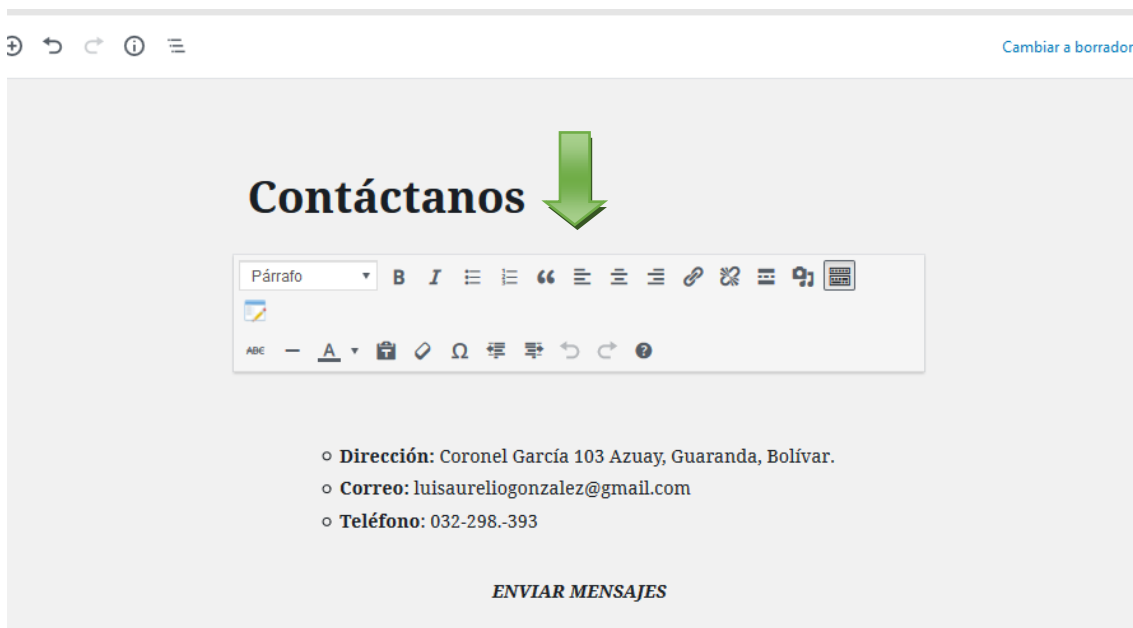 Cambiar a borrador
Contáctanos
Párrafo
B I
ABC A Ω
Dirección: Coronel García 103 Azuay, Guaranda, Bolívar.
Correo: luisaureliogonzalez@gmail.com
Teléfono: 032-298.-393
ENVIAR MENSAJES